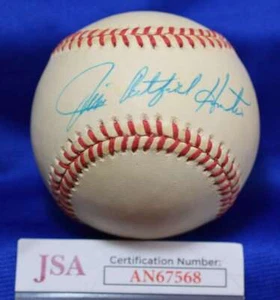 Jim Catfish Hunter
JSA
Certification Number:
AN67568